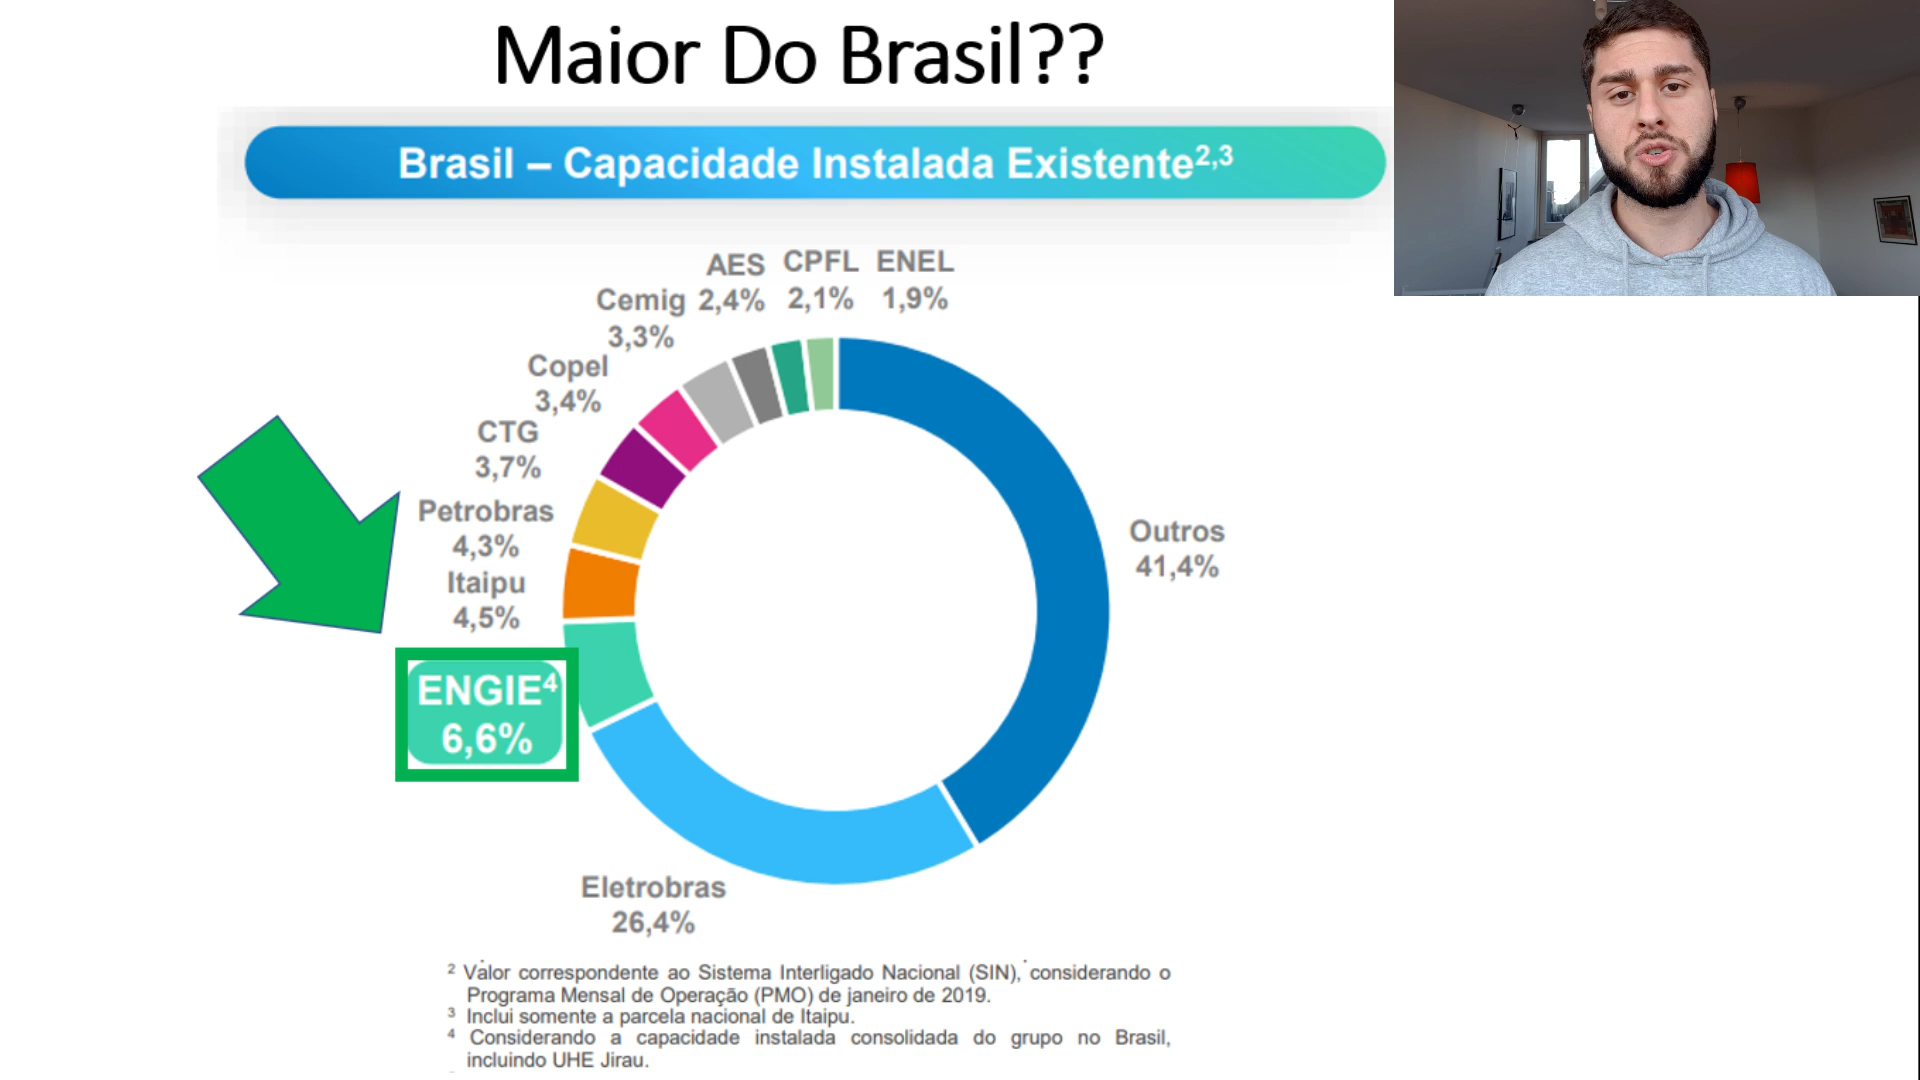 Maior Do Brasil??
Brasil – Capacidade Instalada Existente2,3
AES
2,4%
CPFL
2,1%
ENEL
1,9%
Cemig
3,3%
Copel
3,4%
CTG
3,7%
Petrobras
4,3%
Itaipu
4,5%
ENGIE4
6,6%
Outros
41,4%
Eletrobras
26,4%
2 Valor correspondente ao Sistema Interligado Nacional (SIN), considerando o
Programa Mensal de Operação (PMO) de janeiro de 2019.
3 Inclui somente a parcela nacional de Itaipu.
4 Considerando a capacidade instalada consolidada do grupo no Brasil,
incluindo UHE Jirau.